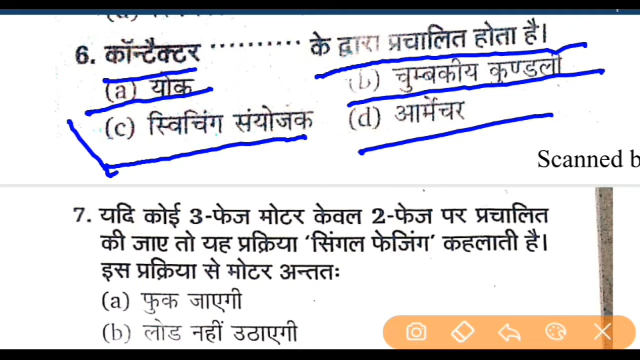 6. कॉन्टैक्टर ·········· के द्वारा प्रचालित होता है।
(a) योक (b) चुम्बकीय कुण्डली
(c) स्विचिंग संयोजक (d) आर्मेचर
Scanned b
7. यदि कोई 3-फेज मोटर केवल 2-फेज पर प्रचालित
की जाए तो यह प्रक्रिया ‘सिंगल फेजिंग’ कहलाती है।
इस प्रक्रिया से मोटर अन्ततः
(a) फुक जाएगी
(b) लोड नहीं उठाएगी